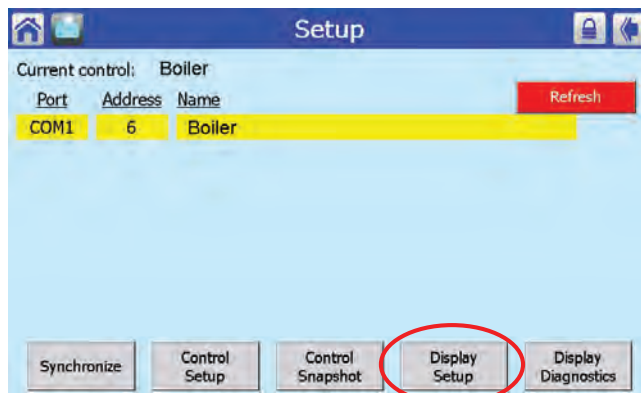 Setup
Current control: Boiler
Port Address Name
Refresh
COM1 6 Boiler
Synchronize
Control
Setup
Control
Snapshot
Display
Setup
Display
Diagnostics